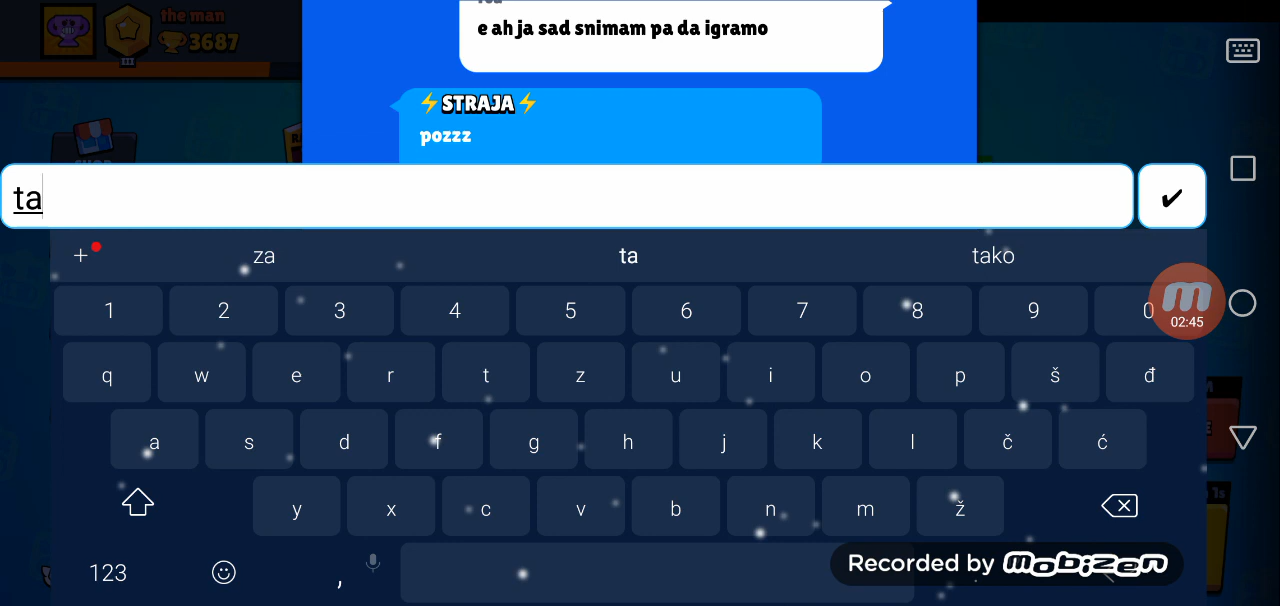 the man
3687
III
e ah ja sad snimam pa da igramo
⚡STRAJA⚡
pozzz
ta
✔
+ za ta tako
1 2 3 4 5 6 7 8 9 0
02:45
q w e r t z u i o p š đ
a s d f g h j k l č ć
y x c v b n m ž
123 ,
Recorded by mobizen